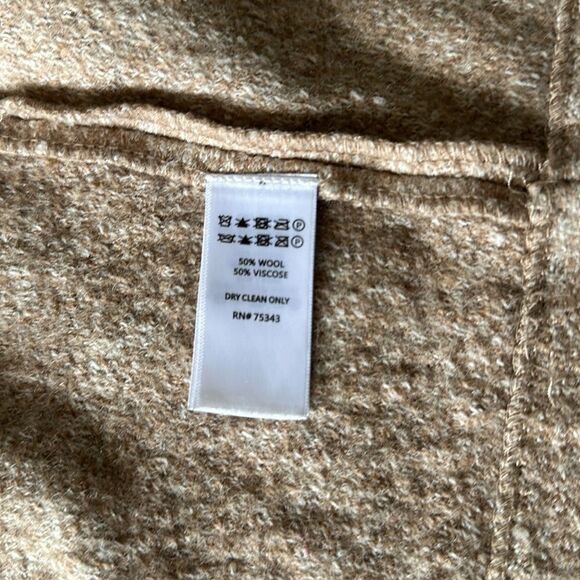 50% WOOL
50% VISCOSE
DRY CLEAN ONLY
RN# 75343